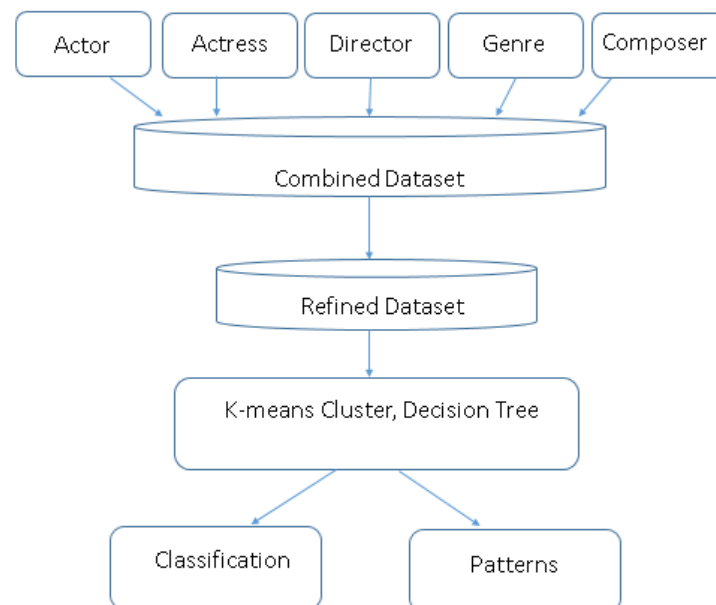 Actor
Actress
Director
Genre
Composer
Combined Dataset
Refined Dataset
K-means Cluster, Decision Tree
Classification
Patterns